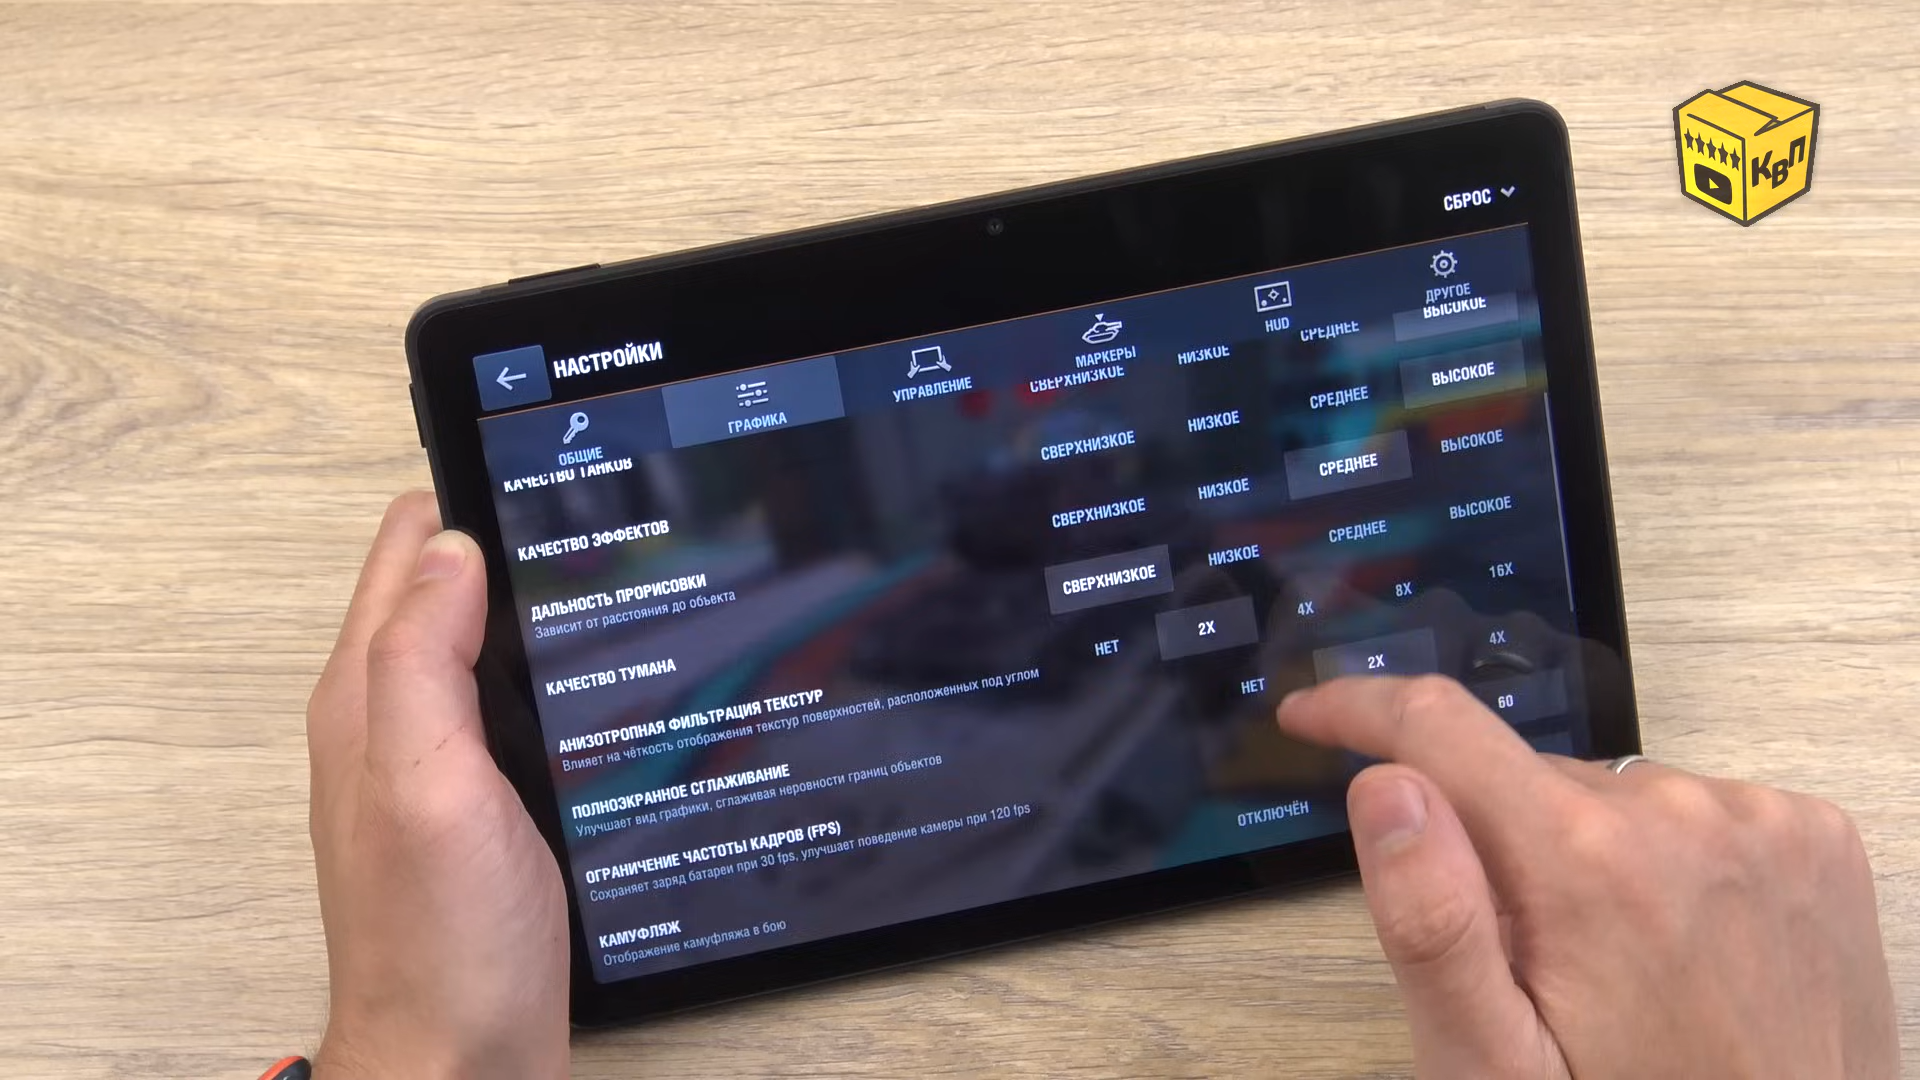 КВП
СБРОС
НАСТРОЙКИ
ОБЩИЕ
ГРАФИКА
УПРАВЛЕНИЕ
МАРКЕРЫ
HUD
ДРУГОЕ
КАЧЕСТВО ТАНКОВ
СВЕРХНИЗКОЕ НИЗКОЕ СРЕДНЕЕ ВЫСОКОЕ
КАЧЕСТВО ЭФФЕКТОВ
СВЕРХНИЗКОЕ НИЗКОЕ СРЕДНЕЕ ВЫСОКОЕ
ДАЛЬНОСТЬ ПРОРИСОВКИ
Зависит от расстояния до объекта
СВЕРХНИЗКОЕ НИЗКОЕ СРЕДНЕЕ ВЫСОКОЕ
КАЧЕСТВО ТУМАНА
СВЕРХНИЗКОЕ НИЗКОЕ СРЕДНЕЕ ВЫСОКОЕ
АНИЗОТРОПНАЯ ФИЛЬТРАЦИЯ ТЕКСТУР
Влияет на чёткость отображения текстур поверхностей, расположенных под углом
НЕТ 2X 4X 8X 16X
ПОЛНОЭКРАННОЕ СГЛАЖИВАНИЕ
Улучшает вид графики, сглаживая неровности границ объектов
НЕТ 2X 4X
ОГРАНИЧЕНИЕ ЧАСТОТЫ КАДРОВ (FPS)
Сохраняет заряд батареи при 30 fps, улучшает поведение камеры при 120 fps
60
КАМУФЛЯЖ
Отображение камуфляжа в бою
ОТКЛЮЧЁН